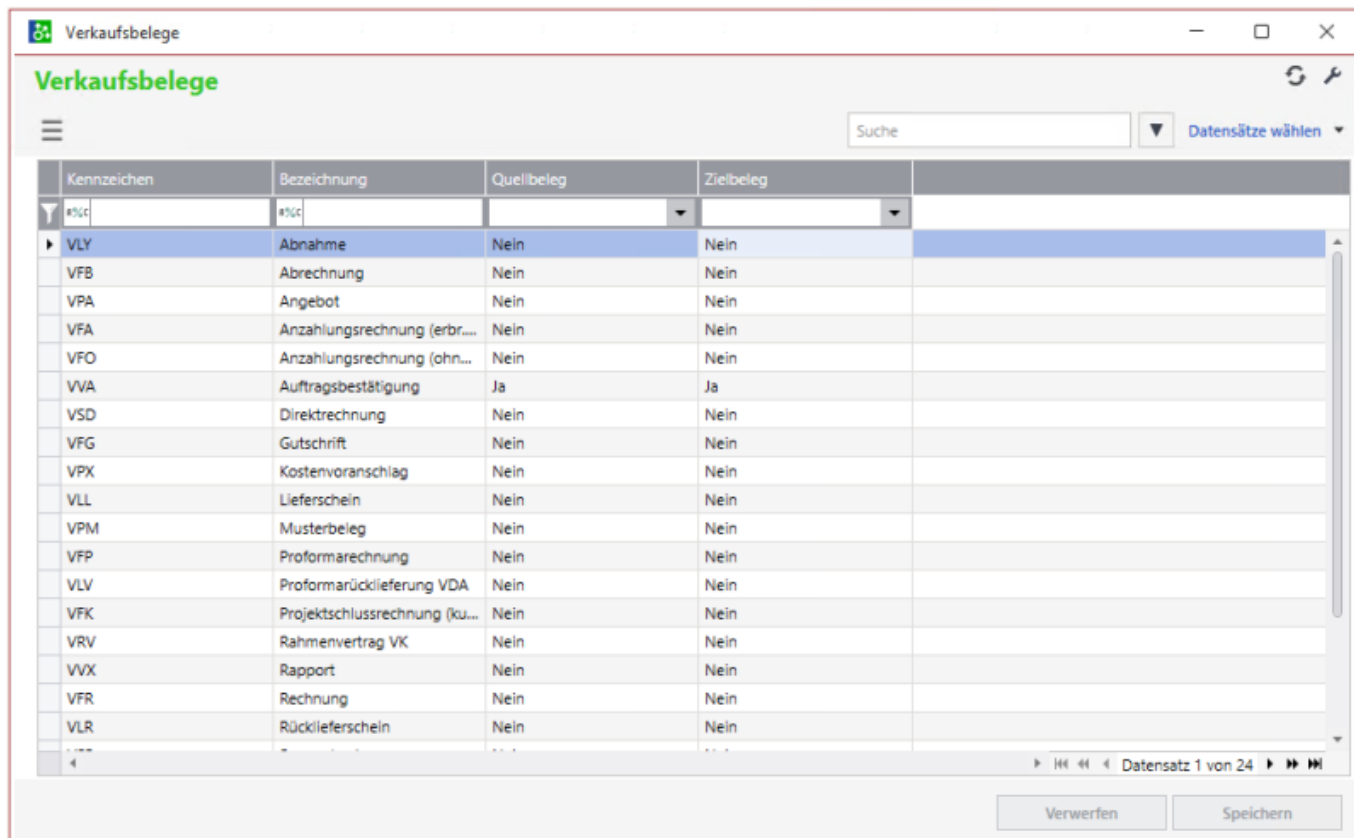 Verkaufsbelege
Verkaufsbelege
Suche
Datensätze wählen
Kennzeichen Bezeichnung Quellbeleg Zielbeleg
VLY Abnahme Nein Nein
VFB Abrechnung Nein Nein
VPA Angebot Nein Nein
VFA Anzahlungsrechnung (erbr.... Nein Nein
VFO Anzahlungsrechnung (ohn... Nein Nein
VVA Auftragsbestätigung Ja Ja
VSD Direktrechnung Nein Nein
VFG Gutschrift Nein Nein
VPX Kostenvoranschlag Nein Nein
VLL Lieferschein Nein Nein
VPM Musterbeleg Nein Nein
VFP Proformarechnung Nein Nein
VLV Proformarücklieferung VDA Nein Nein
VFK Projektschlussrechnung (ku... Nein Nein
VRV Rahmenvertrag VK Nein Nein
VVX Rapport Nein Nein
VFR Rechnung Nein Nein
VLR Rücklieferschein Nein Nein
Datensatz 1 von 24
Verwerfen Speichern